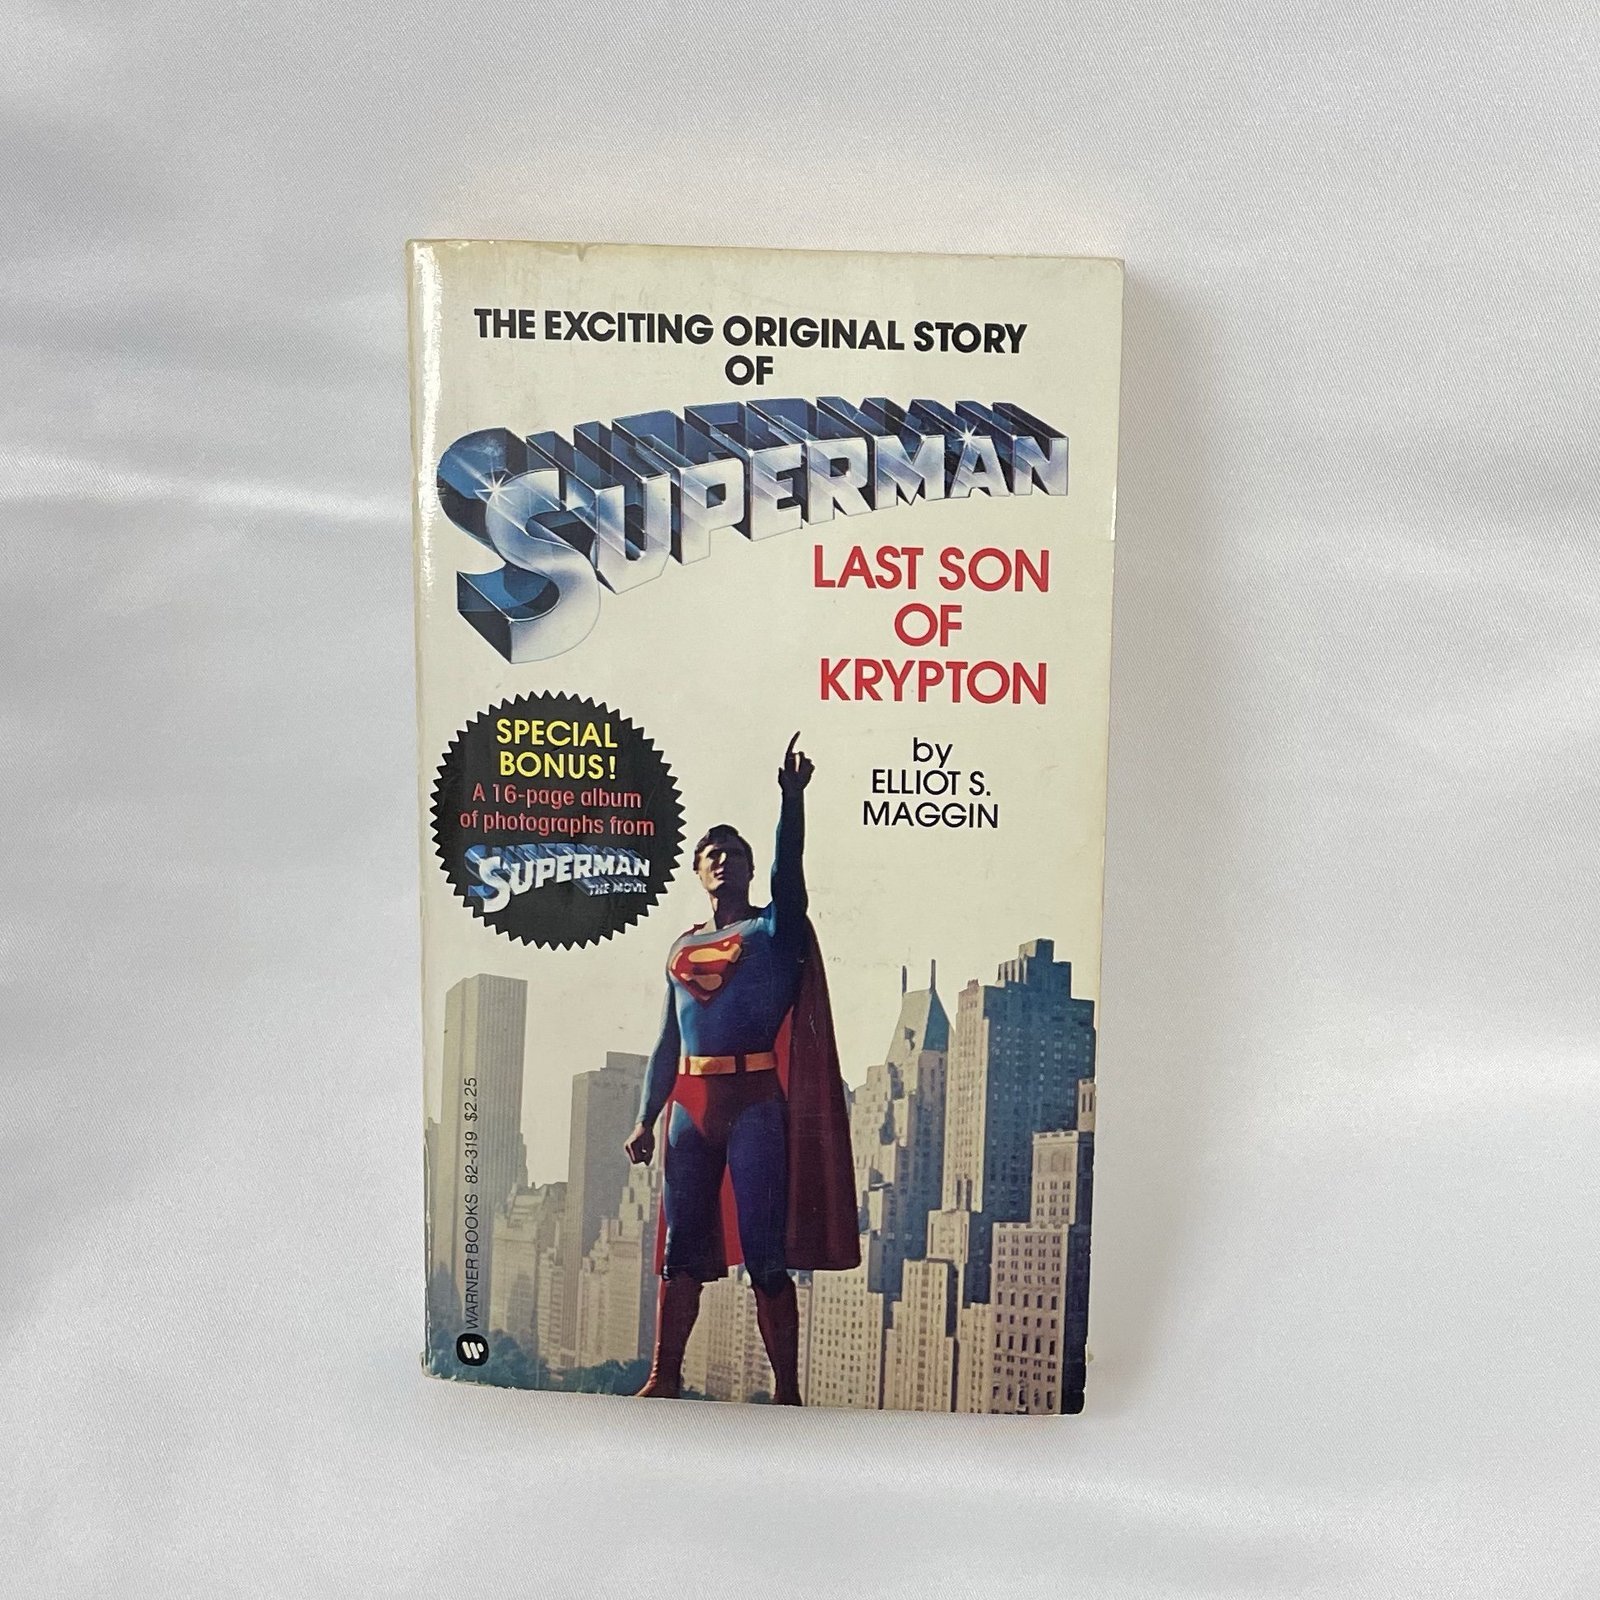 THE EXCITING ORIGINAL STORY
OF
SUPERMAN
LAST SON
OF
KRYPTON
by
ELLIOT S.
MAGGIN
SPECIAL
BONUS!
A 16-page album
of photographs from
SUPERMAN
THE MOVIE
WARNER BOOKS 82-319 $2.25